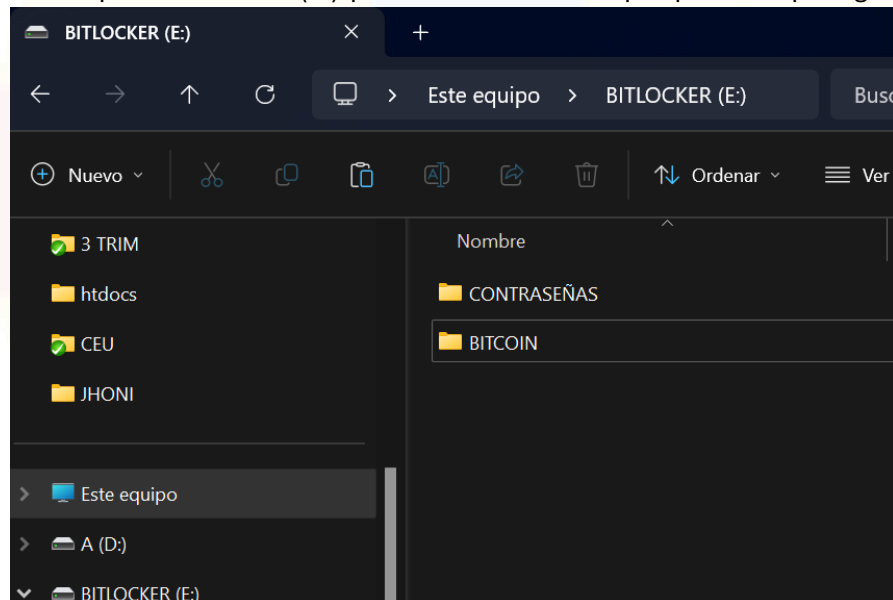 BITLOCKER (E:)
Este equipo > BITLOCKER (E:)
Nuevo
Ordenar
Ver
3 TRIM
htdocs
CEU
JHONI
Este equipo
A (D:)
BITLOCKER (E:)
Nombre
CONTRASEÑAS
BITCOIN